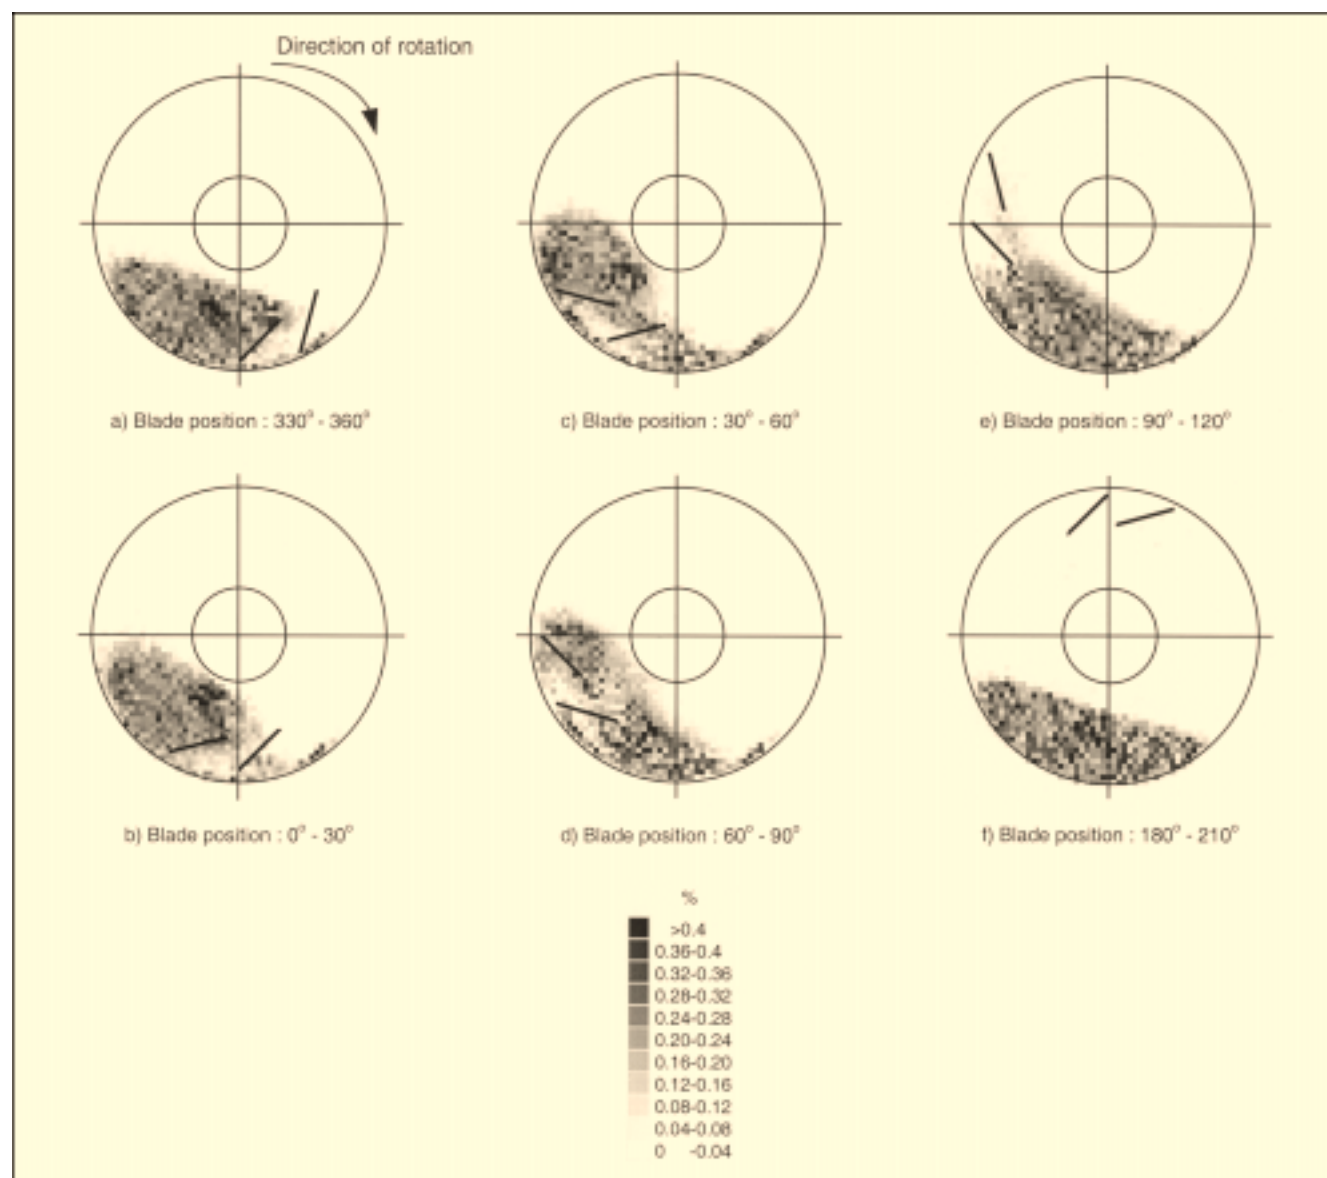 Direction of rotation
a) Blade position : 330° - 360°
c) Blade position : 30° - 60°
e) Blade position : 90° - 120°
b) Blade position : 0° - 30°
d) Blade position : 60° - 90°
f) Blade position : 180° - 210°
%
>0.4
0.36-0.4
0.32-0.36
0.28-0.32
0.24-0.28
0.20-0.24
0.16-0.20
0.12-0.16
0.08-0.12
0.04-0.08
0 -0.04